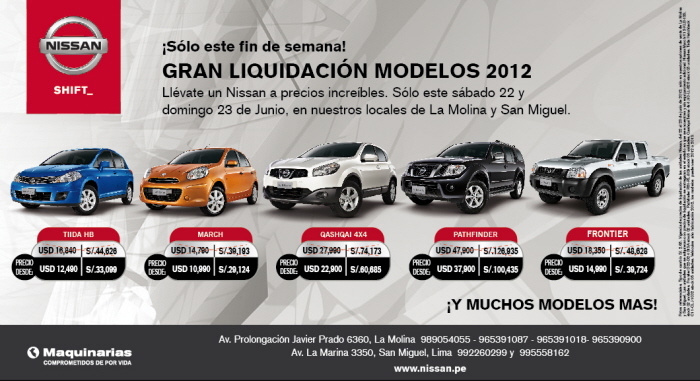 NISSAN
SHIFT_
¡Sólo este fin de semana!
GRAN LIQUIDACIÓN MODELOS 2012
Llévate un Nissan a precios increíbles. Sólo este sábado 22 y
domingo 23 de Junio, en nuestros locales de La Molina y San Miguel.
TIIDA HB
USD 16,840 S/.44,626
PRECIO DESDE: USD 12,490 S/.33,099
MARCH
USD 14,790 S/.39,193
PRECIO DESDE: USD 10,990 S/.29,124
QASHQAI 4X4
USD 27,990 S/.74,173
PRECIO DESDE: USD 22,900 S/.60,685
PATHFINDER
USD 47,900 S/.126,935
PRECIO DESDE: USD 37,900 S/.100,435
FRONTIER
USD 18,350 S/.48,628
PRECIO DESDE: USD 14,990 S/.39,724
¡Y MUCHOS MODELOS MAS!
Maquinarias
COMPROMETIDOS DE POR VIDA
Av. Prolongación Javier Prado 6360, La Molina 989054055 - 965391087 - 965391018- 965390900
Av. La Marina 3350, San Miguel, Lima 992260299 y 995558162
www.nissan.pe